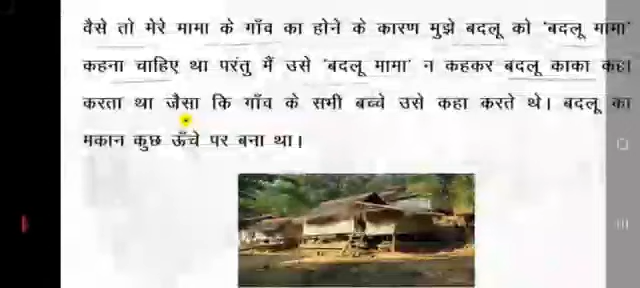 वैसे तो मेरे मामा के गाँव का होने के कारण मुझे बदलू को 'बदलू मामा'
कहना चाहिए था परंतु मैं उसे 'बदलू मामा' न कहकर बदलू काका कहा
करता था जैसा कि गाँव के सभी बच्चे उसे कहा करते थे। बदलू का
मकान कुछ ऊँचे पर बना था।